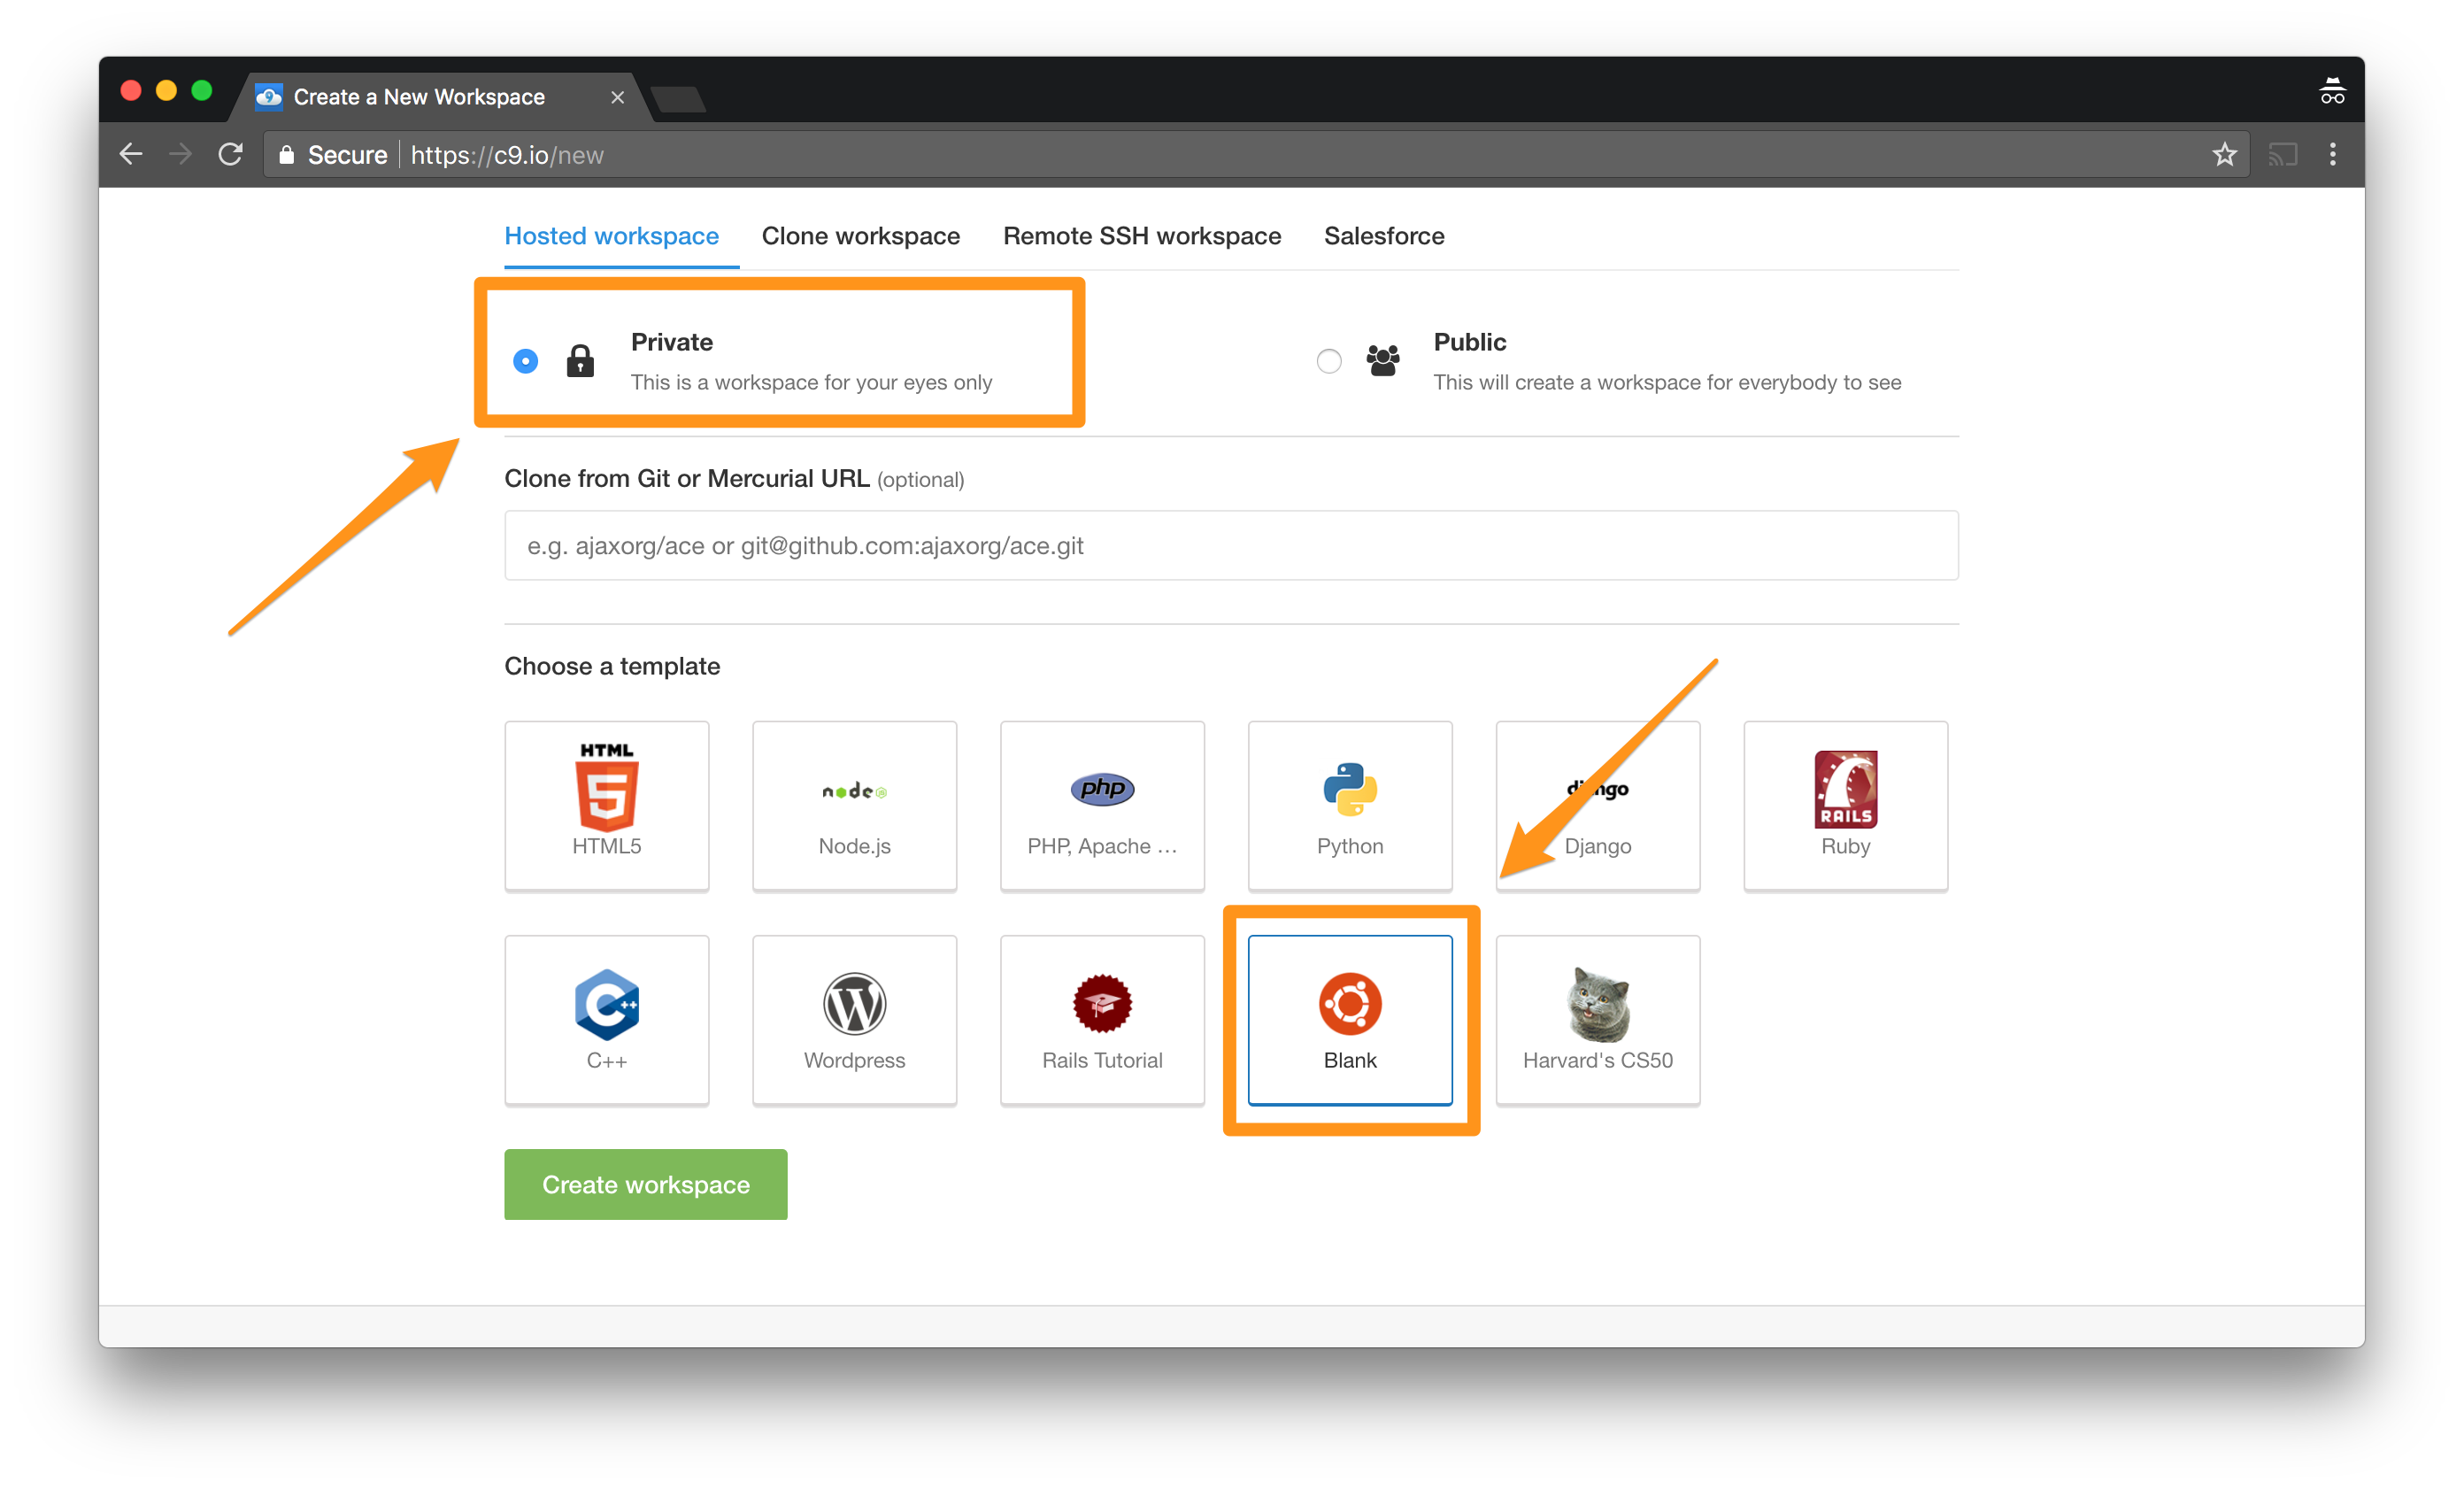 Create a New Workspace
Secure https://c9.io/new
Hosted workspace Clone workspace Remote SSH workspace Salesforce
Private
This is a workspace for your eyes only
Public
This will create a workspace for everybody to see
Clone from Git or Mercurial URL (optional)
e.g. ajaxorg/ace or git@github.com:ajaxorg/ace.git
Choose a template
HTML
5
HTML5
node
JS
Node.js
php
PHP, Apache ...
Python
Django
RAILS
Ruby
C++
C++
W
Wordpress
Rails Tutorial
Blank
Harvard's CS50
Create workspace